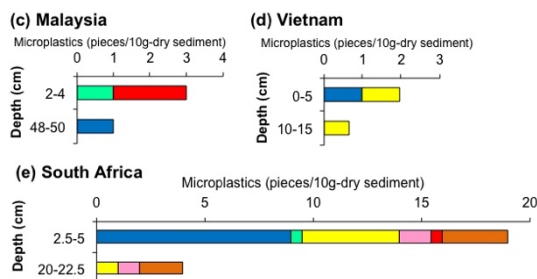 (c) Malaysia
Microplastics (pieces/10g-dry sediment)
0 1 2 3 4
Depth (cm)
2-4
48-50
(d) Vietnam
Microplastics (pieces/10g-dry sediment)
0 1 2 3
Depth (cm)
0-5
10-15
(e) South Africa
Microplastics (pieces/10g-dry sediment)
0 5 10 15 20
Depth (cm)
2.5-5
20-22.5